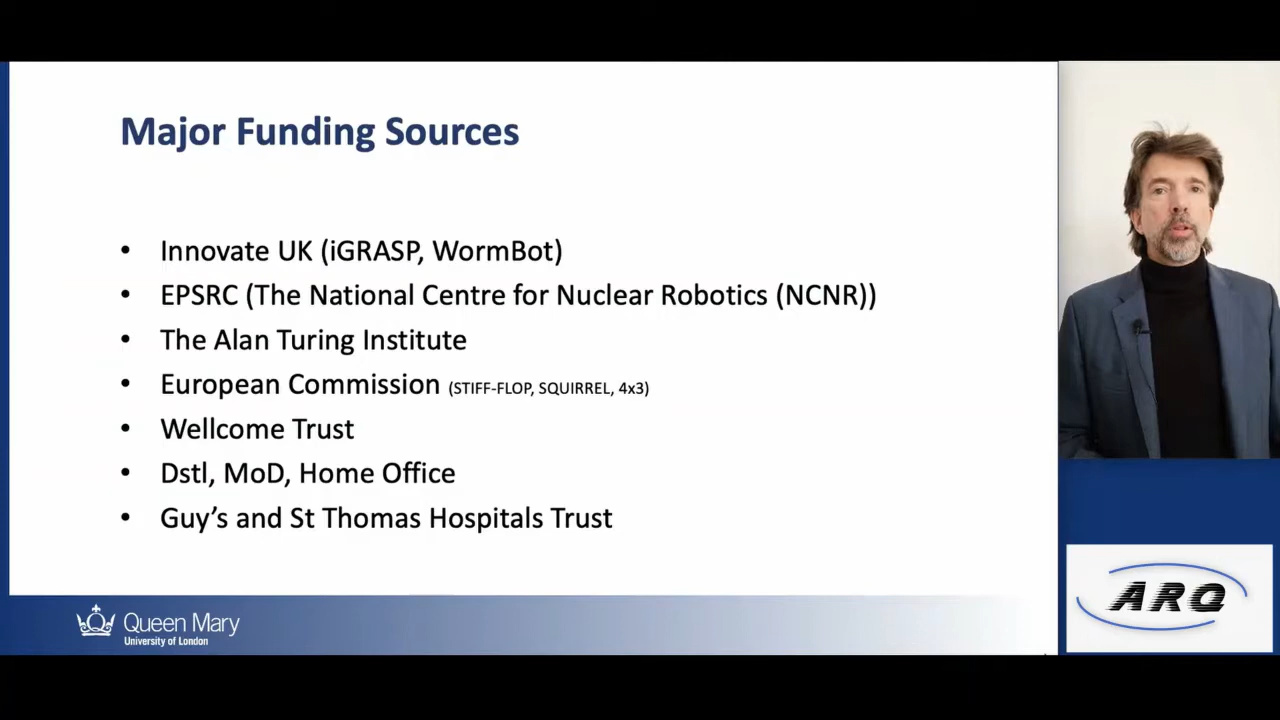 Major Funding Sources
• Innovate UK (iGRASP, WormBot)
• EPSRC (The National Centre for Nuclear Robotics (NCNR))
• The Alan Turing Institute
• European Commission (STIFF-FLOP, SQUIRREL, 4x3)
• Wellcome Trust
• Dstl, MoD, Home Office
• Guy’s and St Thomas Hospitals Trust
Queen Mary
University of London
ARQ